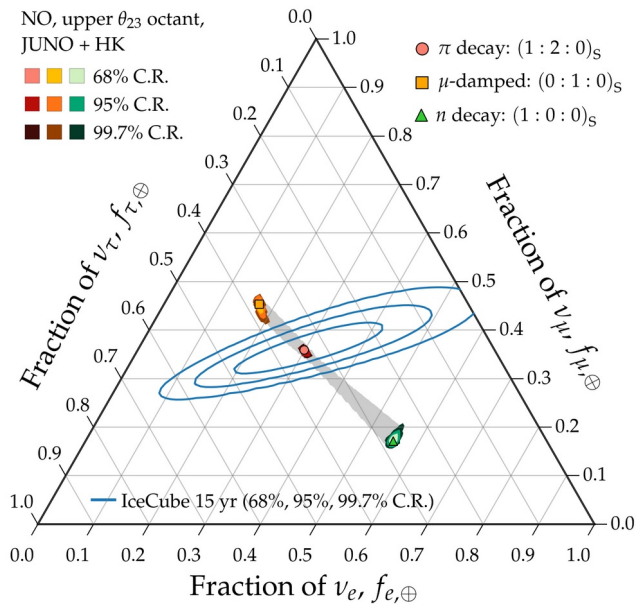 NO, upper θ23 octant,
JUNO + HK
68% C.R.
95% C.R.
99.7% C.R.
π decay: (1 : 2 : 0)S
μ-damped: (0 : 1 : 0)S
n decay: (1 : 0 : 0)S
Fraction of ντ, fτ,⊕
0.0
0.1
0.2
0.3
0.4
0.5
0.6
0.7
0.8
0.9
1.0
Fraction of νμ, fμ,⊕
1.0
0.9
0.8
0.7
0.6
0.5
0.4
0.3
0.2
0.1
0.0
IceCube 15 yr (68%, 95%, 99.7% C.R.)
0.0 0.1 0.2 0.3 0.4 0.5 0.6 0.7 0.8 0.9 1.0
Fraction of νe, fe,⊕